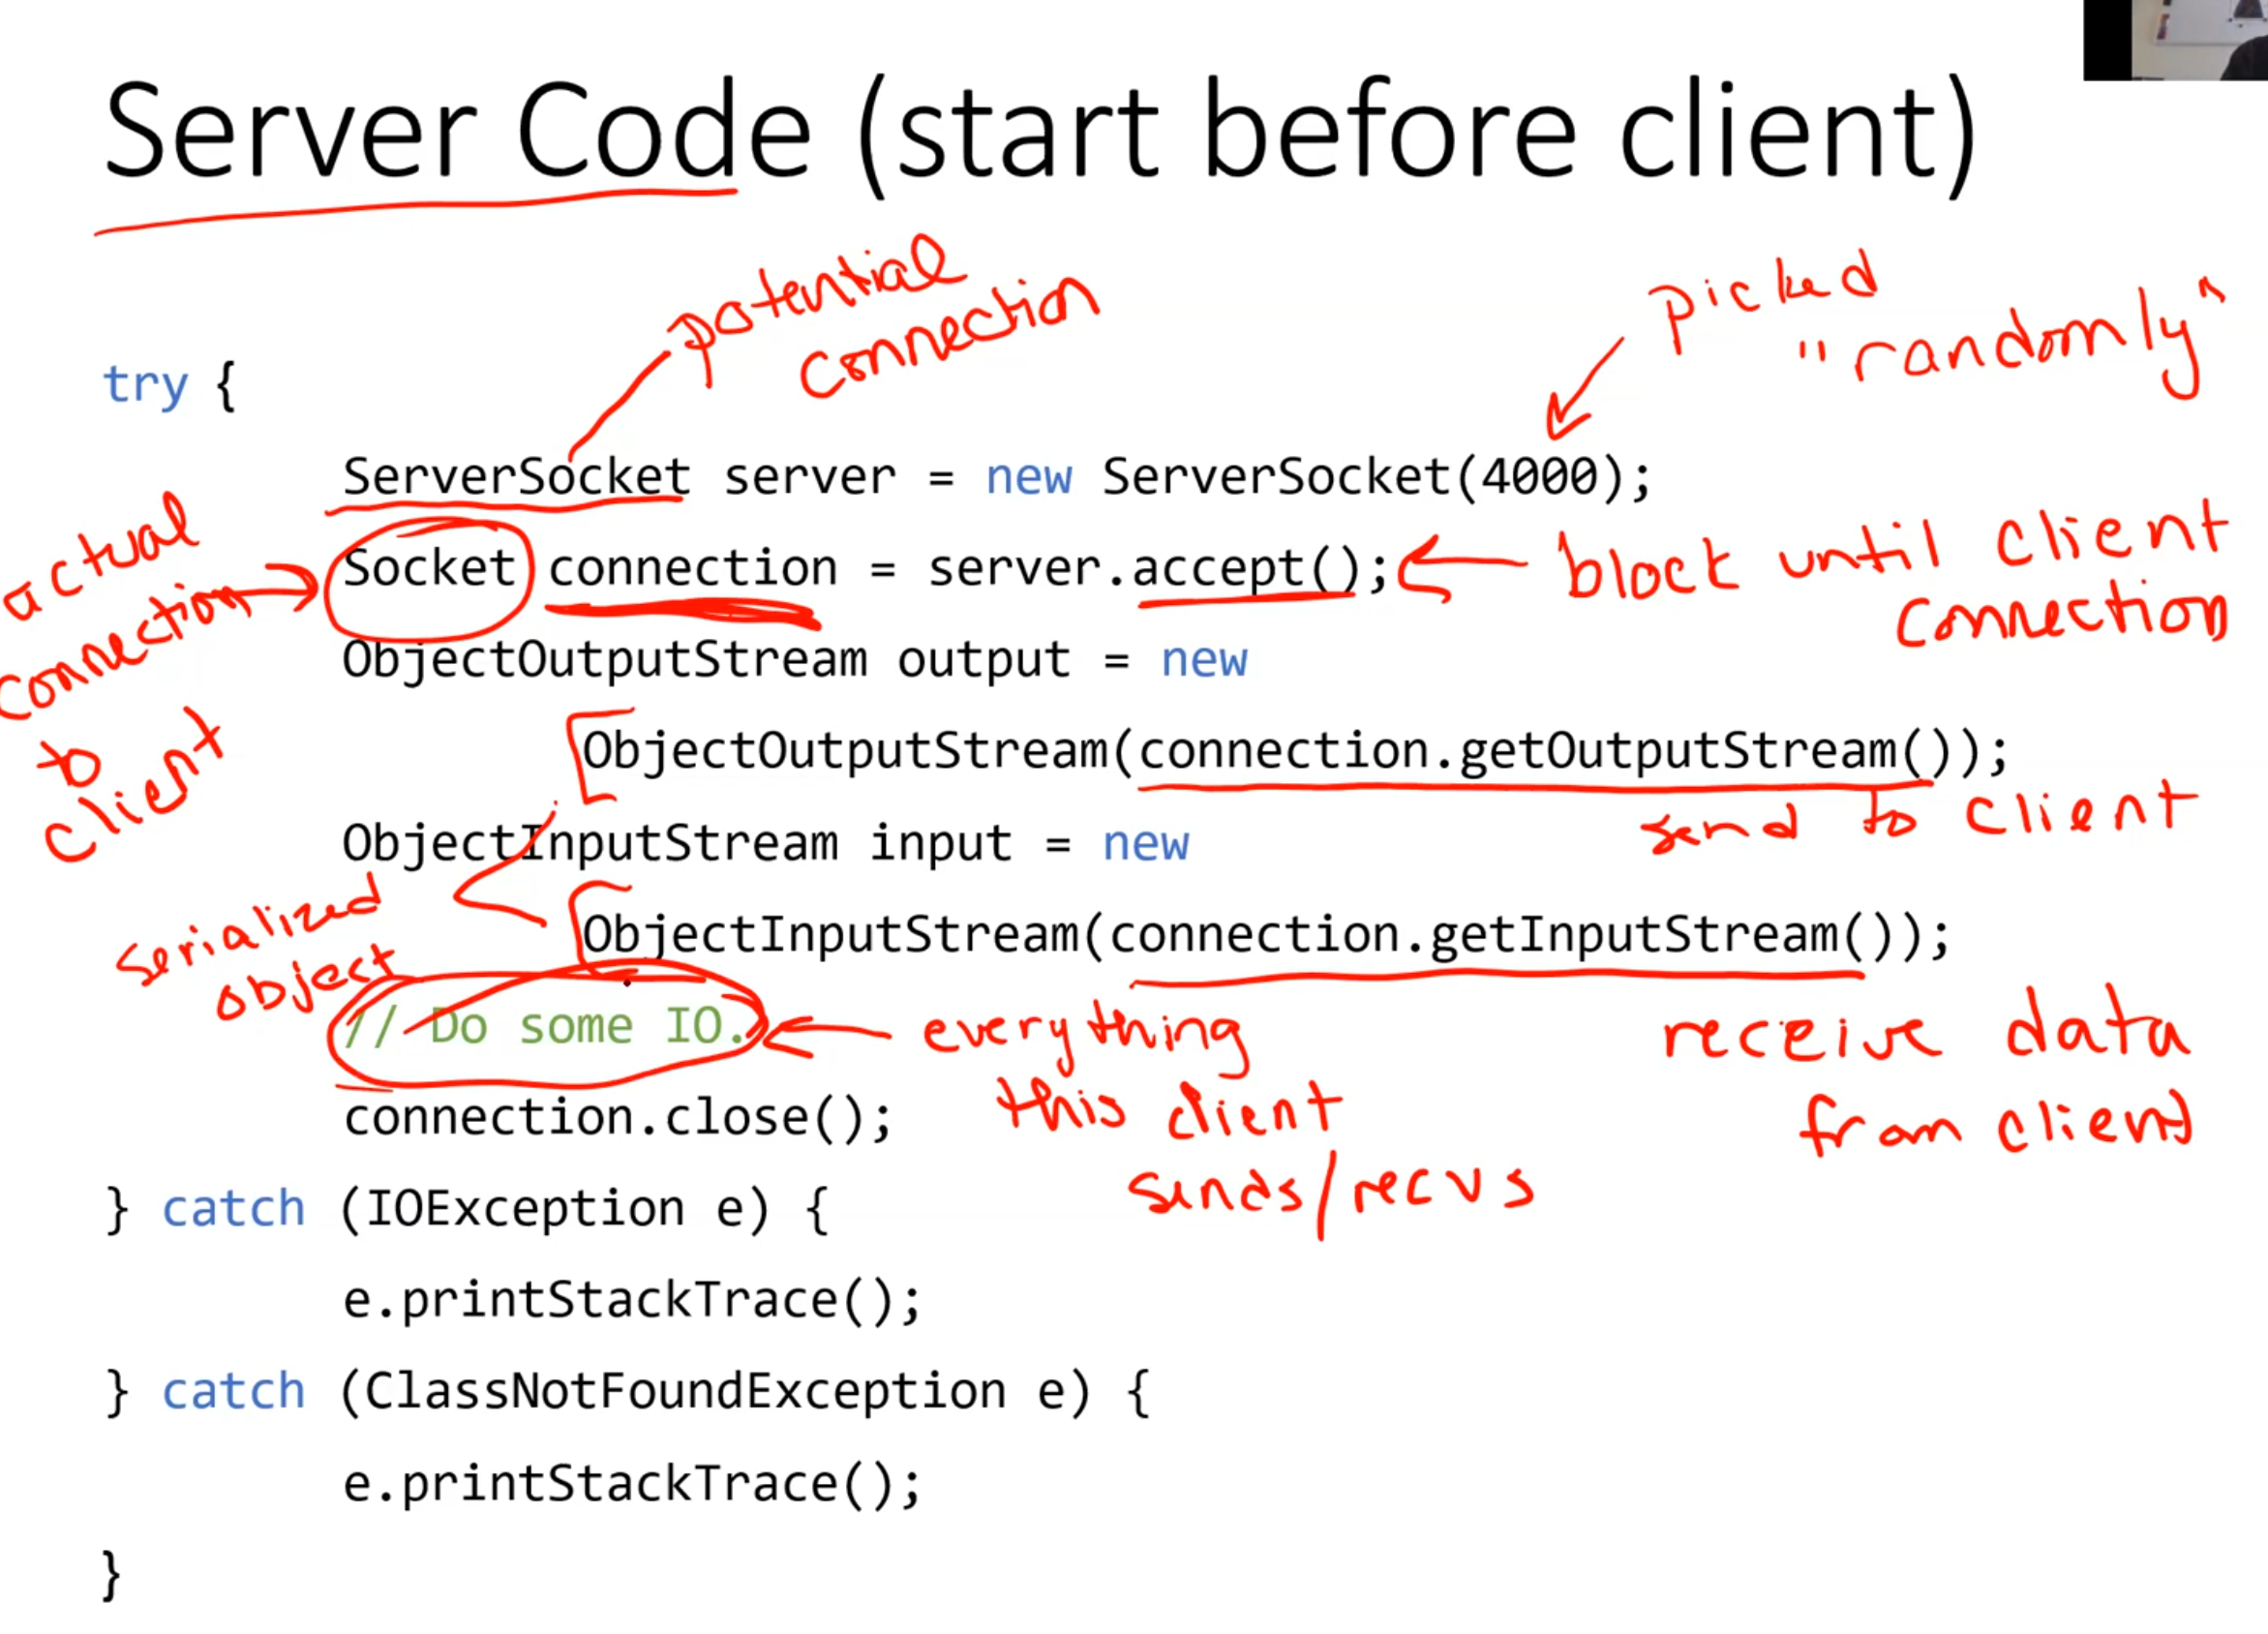 Server Code (start before client)
potential
connection
picked
"randomly"
try {
ServerSocket server = new ServerSocket(4000);
Socket connection = server.accept();
block until client
connection
actual
connection
to
client
ObjectOutputStream output = new
ObjectOutputStream(connection.getOutputStream());
send to client
ObjectInputStream input = new
ObjectInputStream(connection.getInputStream());
serialized
object
receive data
from client
// Do some IO.
everything
this client
sends/recvs
connection.close();
} catch (IOException e) {
e.printStackTrace();
} catch (ClassNotFoundException e) {
e.printStackTrace();
}